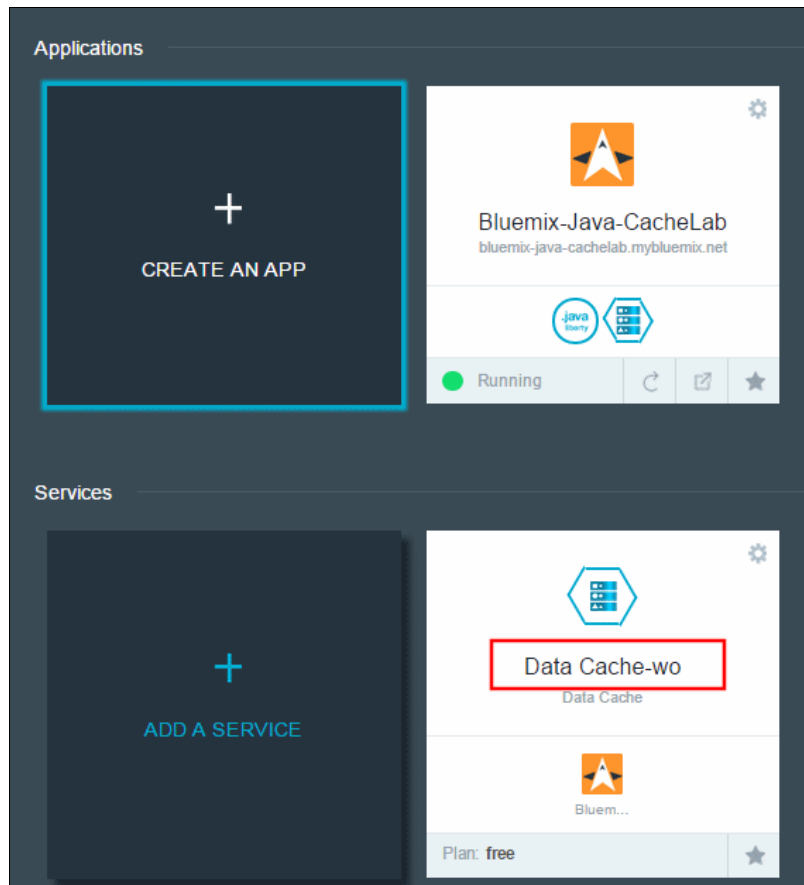 Applications
CREATE AN APP
Bluemix-Java-CacheLab
bluemix-java-cachelab.mybluemix.net
.java
liberty
Running
Services
ADD A SERVICE
Data Cache-wo
Data Cache
Bluem...
Plan: free